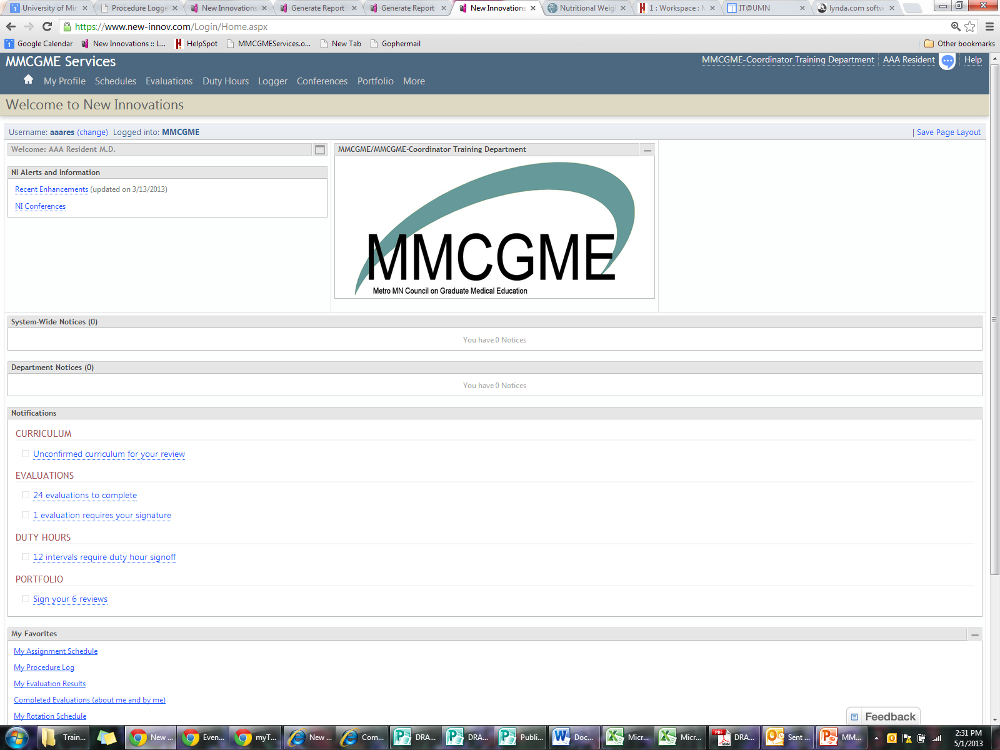 University of Mir
Procedure Logge
New Innovations
Generate Report
Generate Report
New Innovations
Nutritional Weig
1 : Workspace : M
IT@UMN
lynda.com softw
https://www.new-innov.com/Login/Home.aspx
Google Calendar
New Innovations :: L...
HelpSpot
MMCGMEServices.o...
New Tab
Gophermail
Other bookmarks
MMCGME Services
MMCGME-Coordinator Training Department
AAA Resident
Help
My Profile Schedules Evaluations Duty Hours Logger Conferences Portfolio More
Welcome to New Innovations
Username: aaares (change) Logged into: MMCGME
| Save Page Layout
Welcome: AAA Resident M.D.
NI Alerts and Information
Recent Enhancements (updated on 3/13/2013)
NI Conferences
MMCGME/MMCGME-Coordinator Training Department
MMCGME
Metro MN Council on Graduate Medical Education
System-Wide Notices (0)
You have 0 Notices
Department Notices (0)
You have 0 Notices
Notifications
CURRICULUM
Unconfirmed curriculum for your review
EVALUATIONS
24 evaluations to complete
1 evaluation requires your signature
DUTY HOURS
12 intervals require duty hour signoff
PORTFOLIO
Sign your 6 reviews
My Favorites
My Assignment Schedule
My Procedure Log
My Evaluation Results
Completed Evaluations (about me and by me)
My Rotation Schedule
Feedback
Train...
New ...
Even...
myT...
New ...
Com...
DRA...
DRA...
Publi...
Doc...
Micr...
Micr...
DRA...
Sent ...
MM...
2:31 PM
5/1/2013